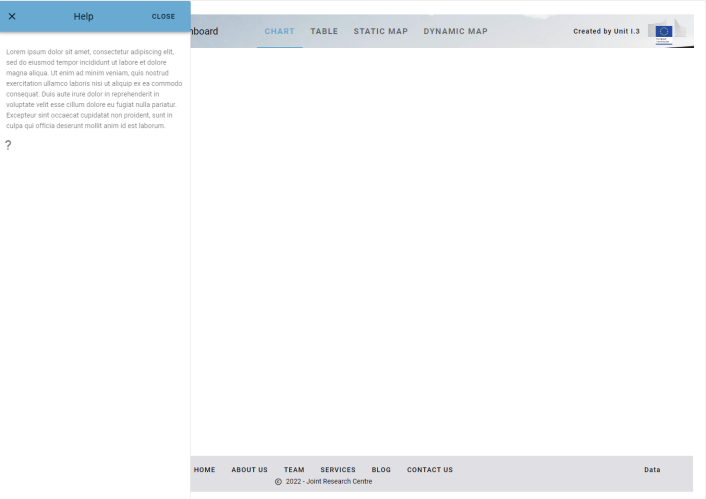 Help
CLOSE
Lorem ipsum dolor sit amet, consectetur adipiscing elit,
sed do eiusmod tempor incididunt ut labore et dolore
magna aliqua. Ut enim ad minim veniam, quis nostrud
exercitation ullamco laboris nisi ut aliquip ex ea commodo
consequat. Duis aute irure dolor in reprehenderit in
voluptate velit esse cillum dolore eu fugiat nulla pariatur.
Excepteur sint occaecat cupidatat non proident, sunt in
culpa qui officia deserunt mollit anim id est laborum.
?
hboard
CHART
TABLE
STATIC MAP
DYNAMIC MAP
Created by Unit I.3
HOME
ABOUT US
TEAM
SERVICES
BLOG
CONTACT US
Data
© 2022 - Joint Research Centre